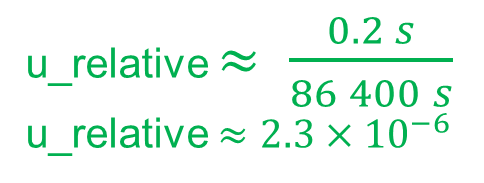 u_relative ≈ 0.2 s / 86 400 s
u_relative ≈ 2.3 × 10⁻⁶